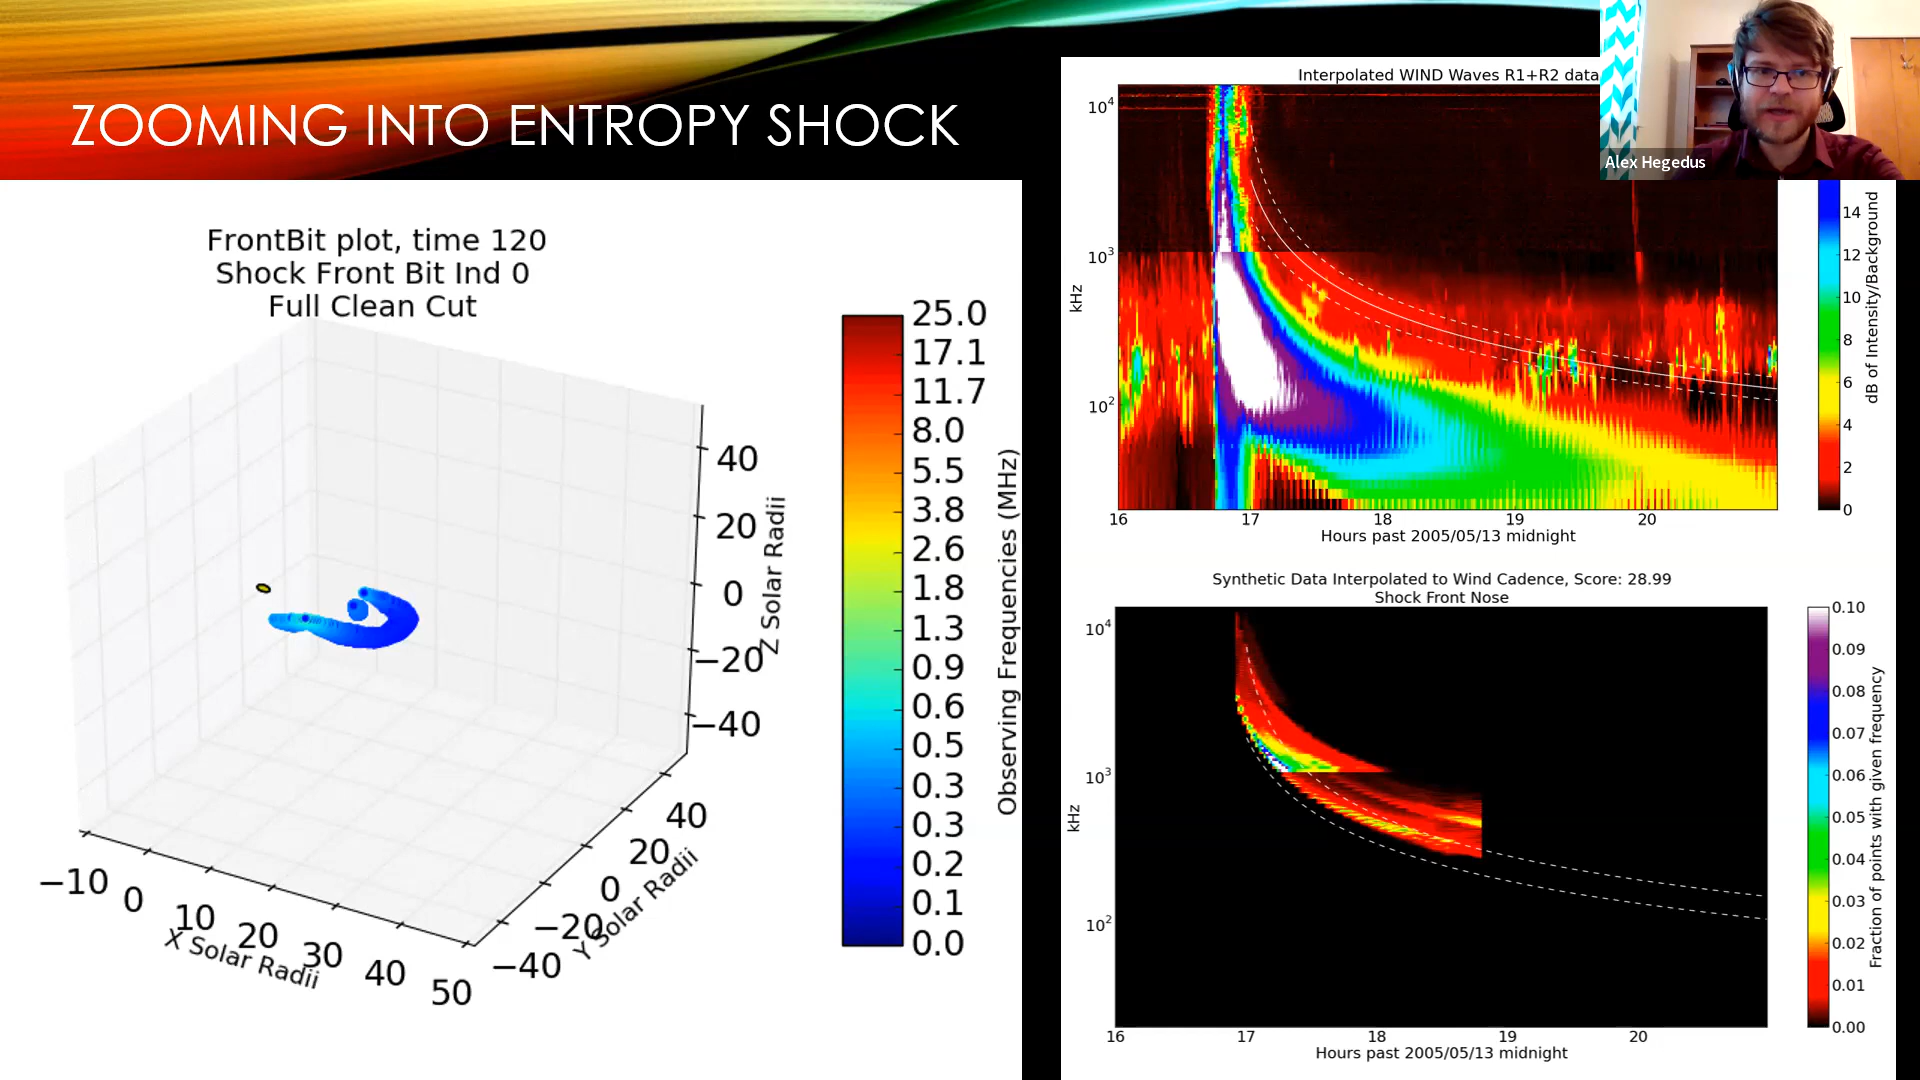 ZOOMING INTO ENTROPY SHOCK
FrontBit plot, time 120
Shock Front Bit Ind 0
Full Clean Cut
40
20
0
−20
−40
Z Solar Radii
40
20
0
−20
−40
Y Solar Radii
−10
0
10
20
30
40
50
X Solar Radii
25.0
17.1
11.7
8.0
5.5
3.8
2.6
1.8
1.3
0.9
0.6
0.5
0.3
0.3
0.2
0.1
0.0
Observing Frequencies (MHz)
Interpolated WIND Waves R1+R2 data
10⁴
10³
10²
kHz
16 17 18 19 20
Hours past 2005/05/13 midnight
14
12
10
8
6
4
2
0
dB of Intensity/Background
Alex Hegedus
Synthetic Data Interpolated to Wind Cadence, Score: 28.99
Shock Front Nose
10⁴
10³
10²
kHz
16 17 18 19 20
Hours past 2005/05/13 midnight
0.10
0.09
0.08
0.07
0.06
0.05
0.04
0.03
0.02
0.01
0.00
Fraction of points with given frequency